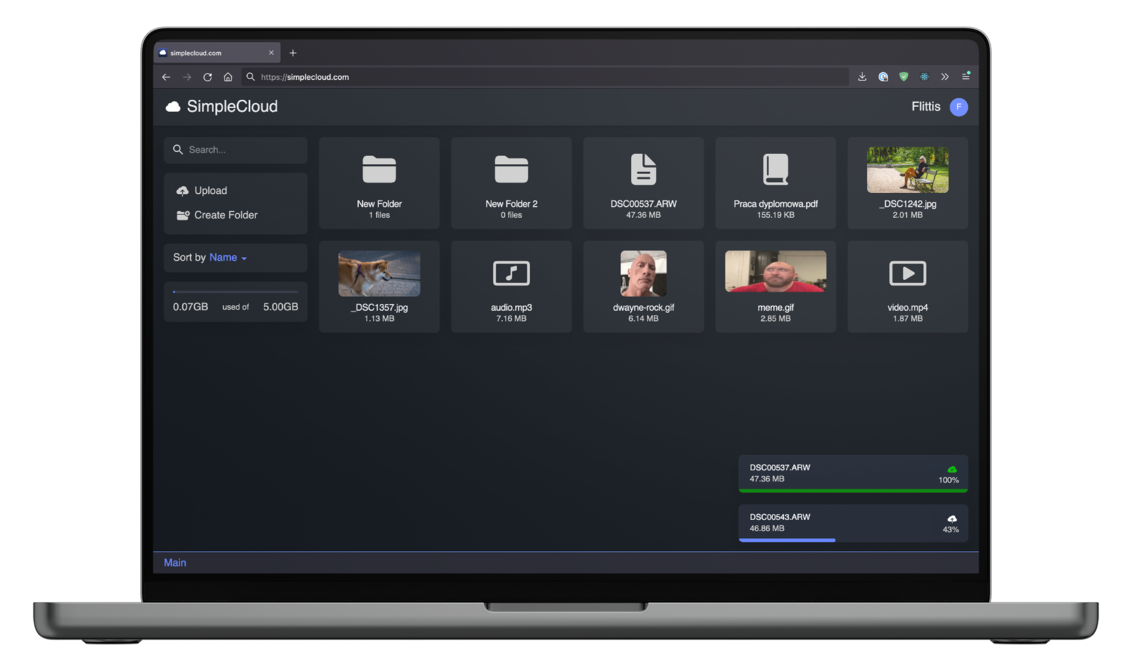 simplecloud.com
https://simplecloud.com
SimpleCloud
Flittis
F
Search...
Upload
Create Folder
Sort by Name
0.07GB used of 5.00GB
New Folder
1 files
New Folder 2
0 files
DSC00537.ARW
47.36 MB
Praca dyplomowa.pdf
155.19 KB
_DSC1242.jpg
2.01 MB
_DSC1357.jpg
1.13 MB
audio.mp3
7.16 MB
dwayne-rock.gif
6.14 MB
meme.gif
2.85 MB
video.mp4
1.87 MB
DSC00537.ARW
47.36 MB
100%
DSC00543.ARW
46.86 MB
43%
Main